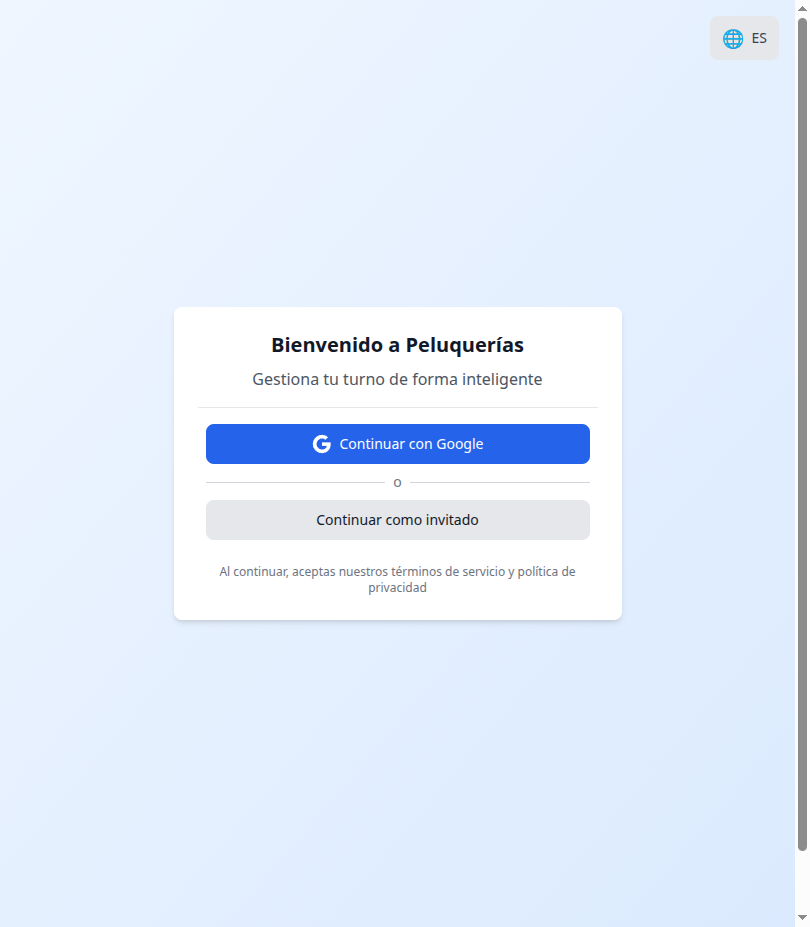 ES
Bienvenido a Peluquerías
Gestiona tu turno de forma inteligente
Continuar con Google
o
Continuar como invitado
Al continuar, aceptas nuestros términos de servicio y política de
privacidad